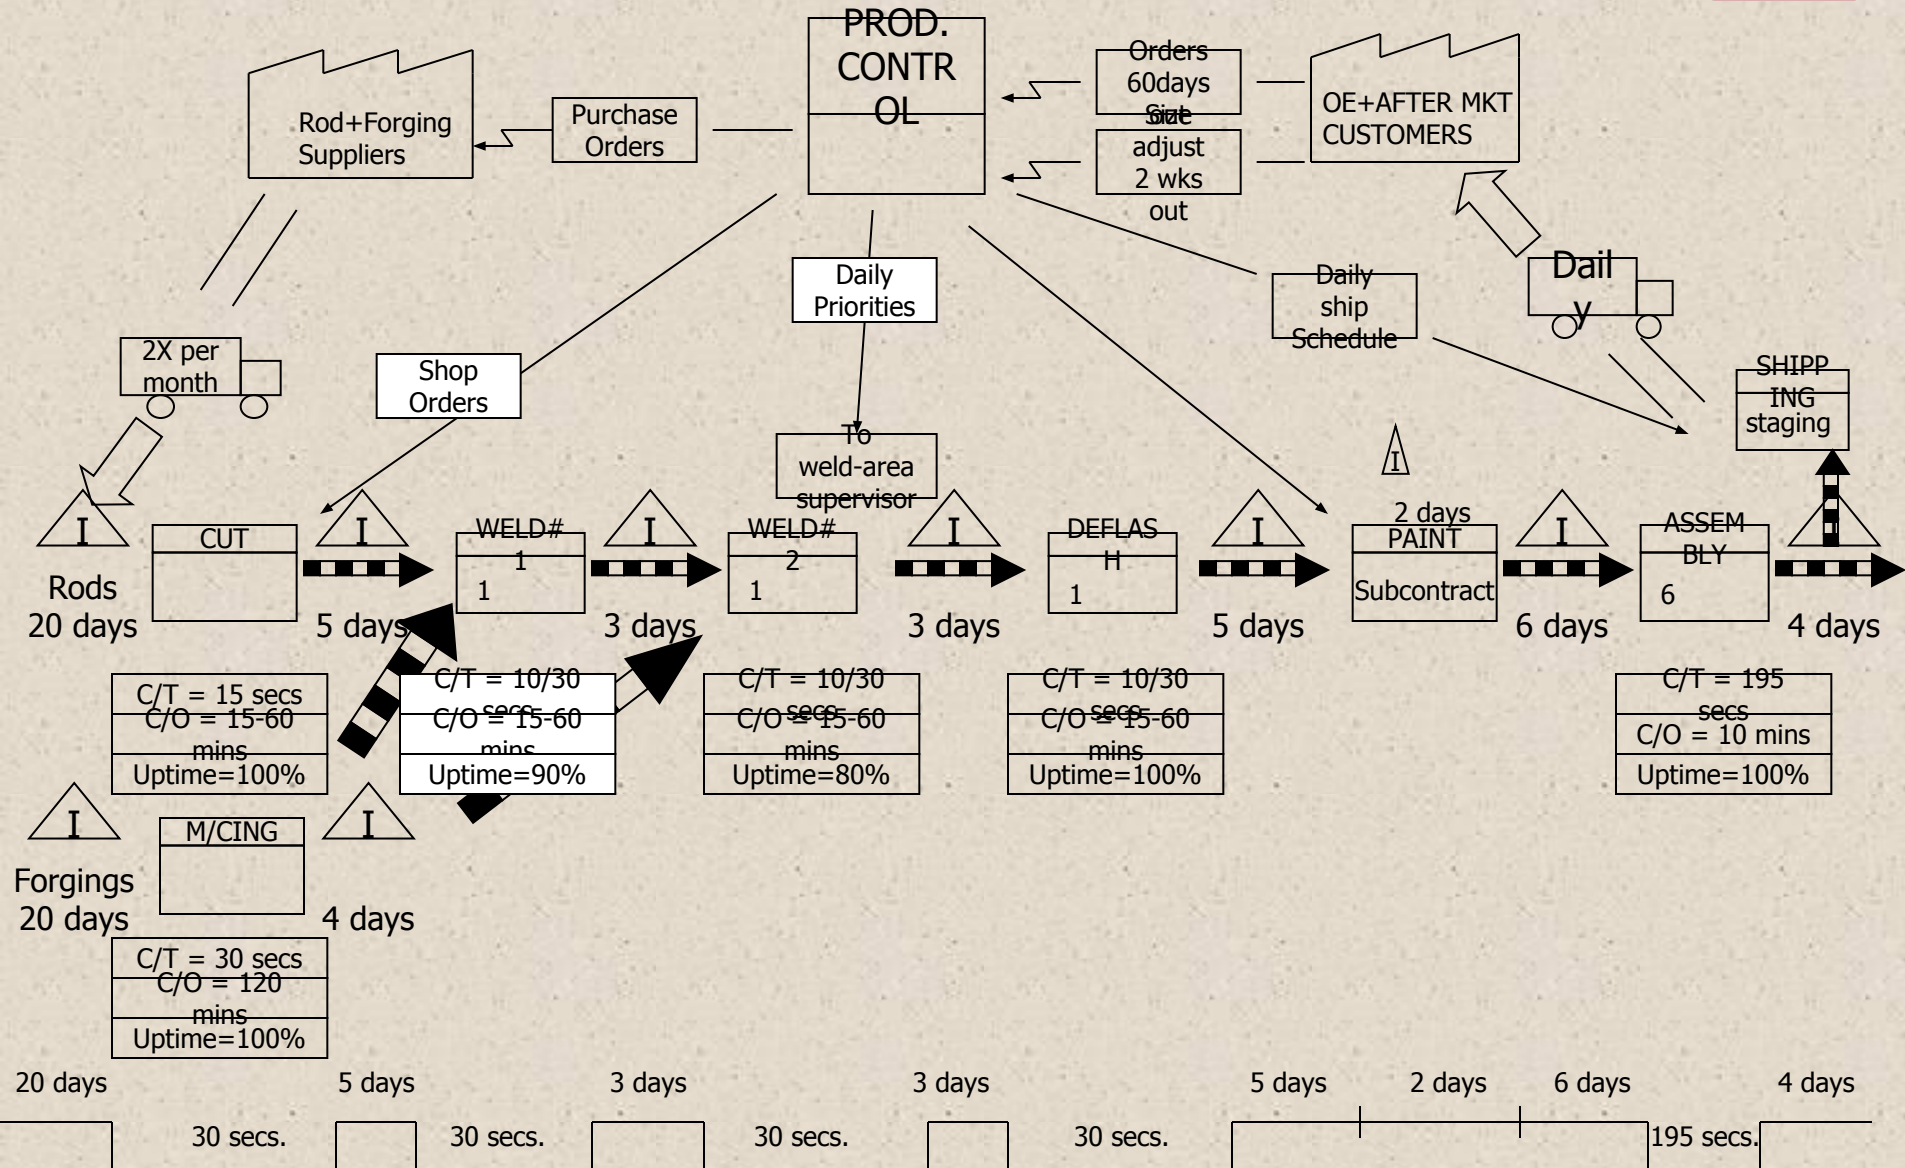 PROD.
CONTR
OL
Orders
60days
out
Size
adjust
2 wks
out
OE+AFTER MKT
CUSTOMERS
Rod+Forging
Suppliers
Purchase
Orders
Daily
Priorities
Daily
ship
Schedule
Dail
y
2X per
month
Shop
Orders
To
weld-area
supervisor
SHIPP
ING
staging
I
I
I
I
I
I
I
2 days
CUT
WELD#
1
1
WELD#
2
1
DEFLAS
H
1
PAINT
Subcontract
ASSEM
BLY
6
Rods
20 days
5 days
3 days
3 days
5 days
6 days
4 days
C/T = 15 secs
C/O = 15-60
mins
Uptime=100%
C/T = 10/30
secs
C/O = 15-60
mins
Uptime=90%
C/T = 10/30
secs
C/O = 15-60
mins
Uptime=80%
C/T = 10/30
secs
C/O = 15-60
mins
Uptime=100%
C/T = 195
secs
C/O = 10 mins
Uptime=100%
I
M/CING
I
Forgings
20 days
4 days
C/T = 30 secs
C/O = 120
mins
Uptime=100%
20 days
5 days
3 days
3 days
5 days
2 days
6 days
4 days
30 secs.
30 secs.
30 secs.
30 secs.
195 secs.